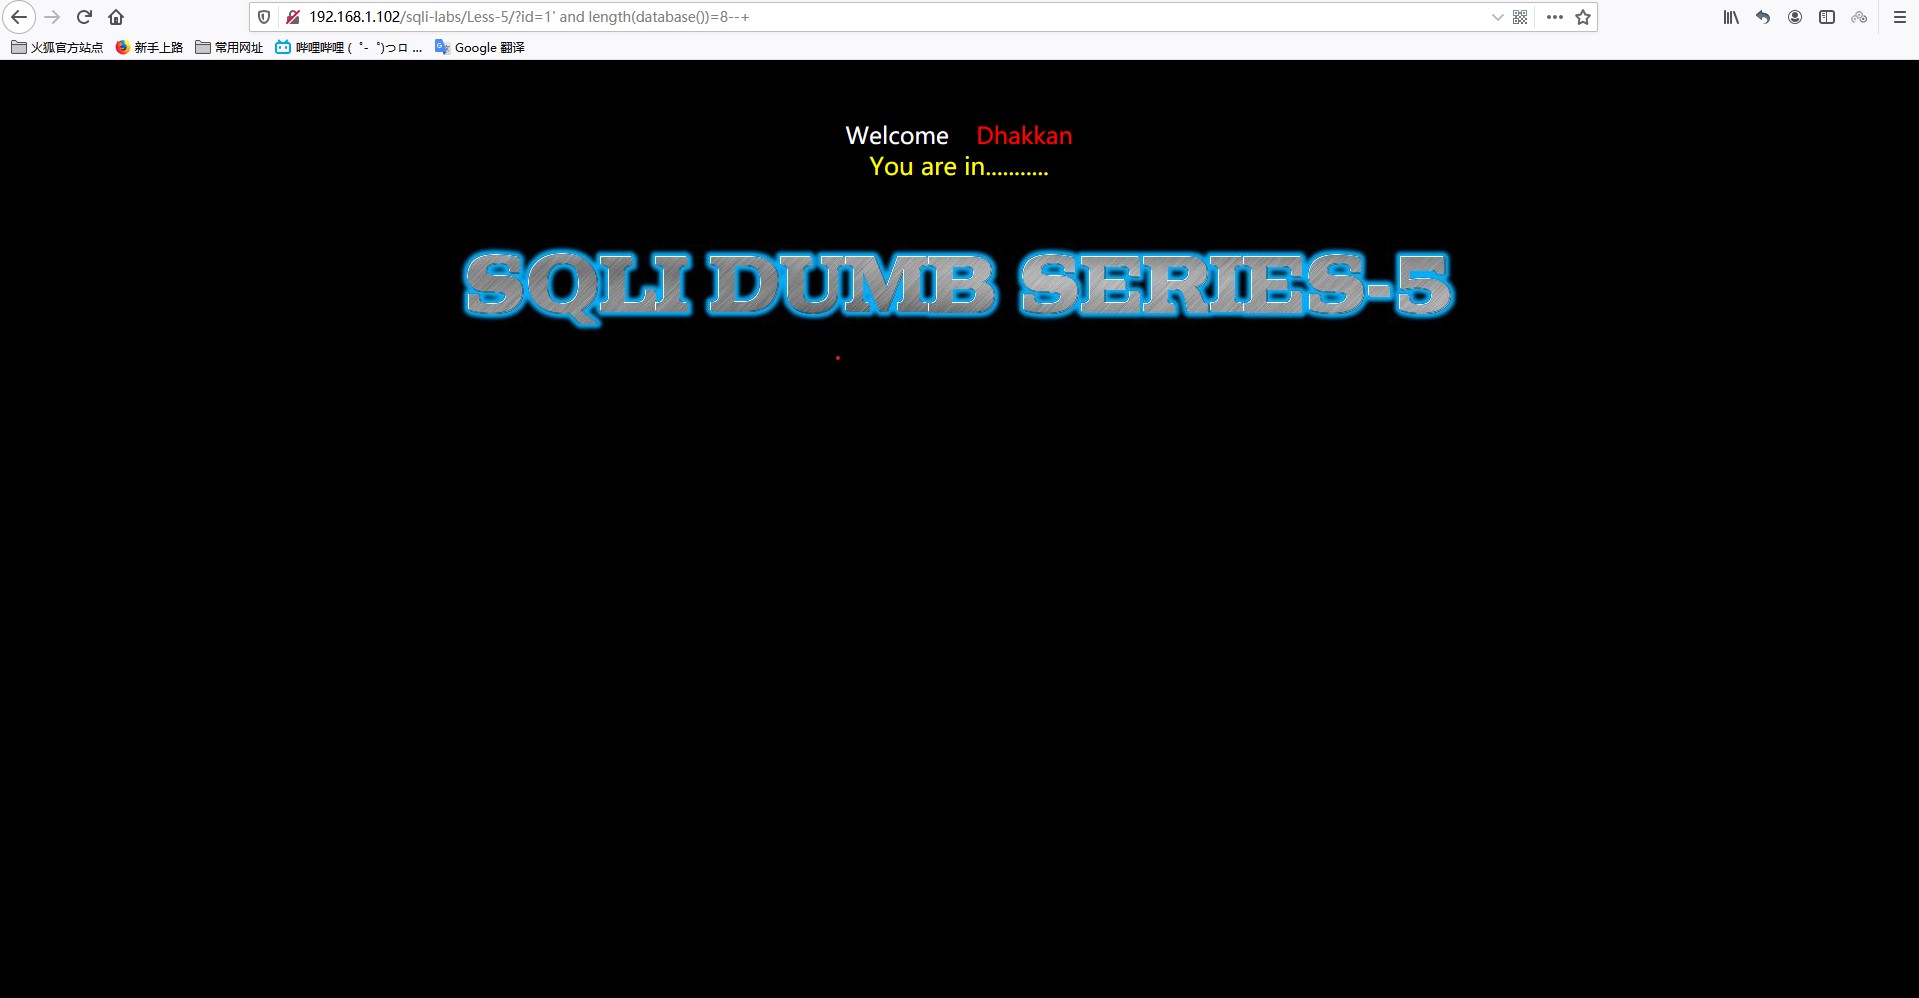 192.168.1.102/sqli-labs/Less-5/?id=1' and length(database())=8--+
火狐官方站点 新手上路 常用网址 哔哩哔哩 ( ゜- ゜)つロ ... Google 翻译
Welcome Dhakkan
You are in...........
SQLI DUMB SERIES-5